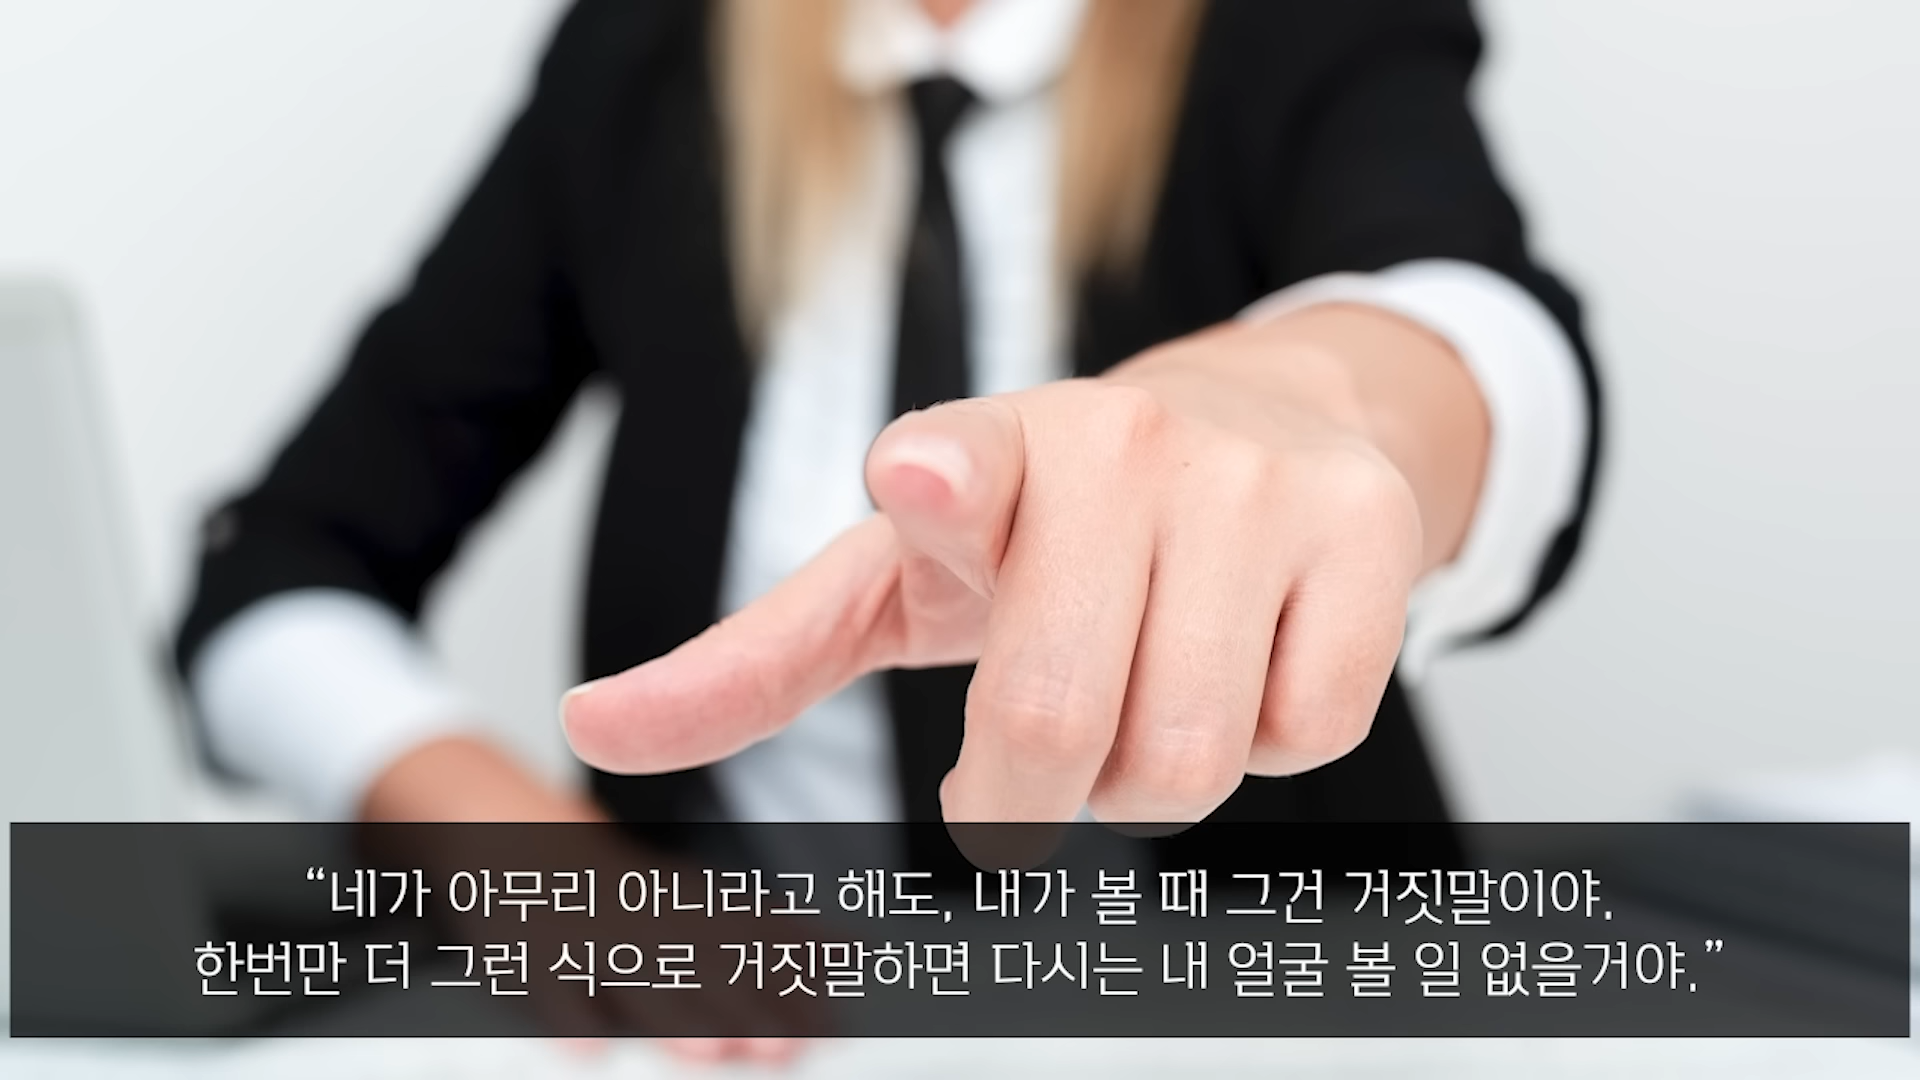 “네가 아무리 아니라고 해도, 내가 볼 때 그건 거짓말이야.
한번만 더 그런 식으로 거짓말하면 다시는 내 얼굴 볼 일 없을거야.”